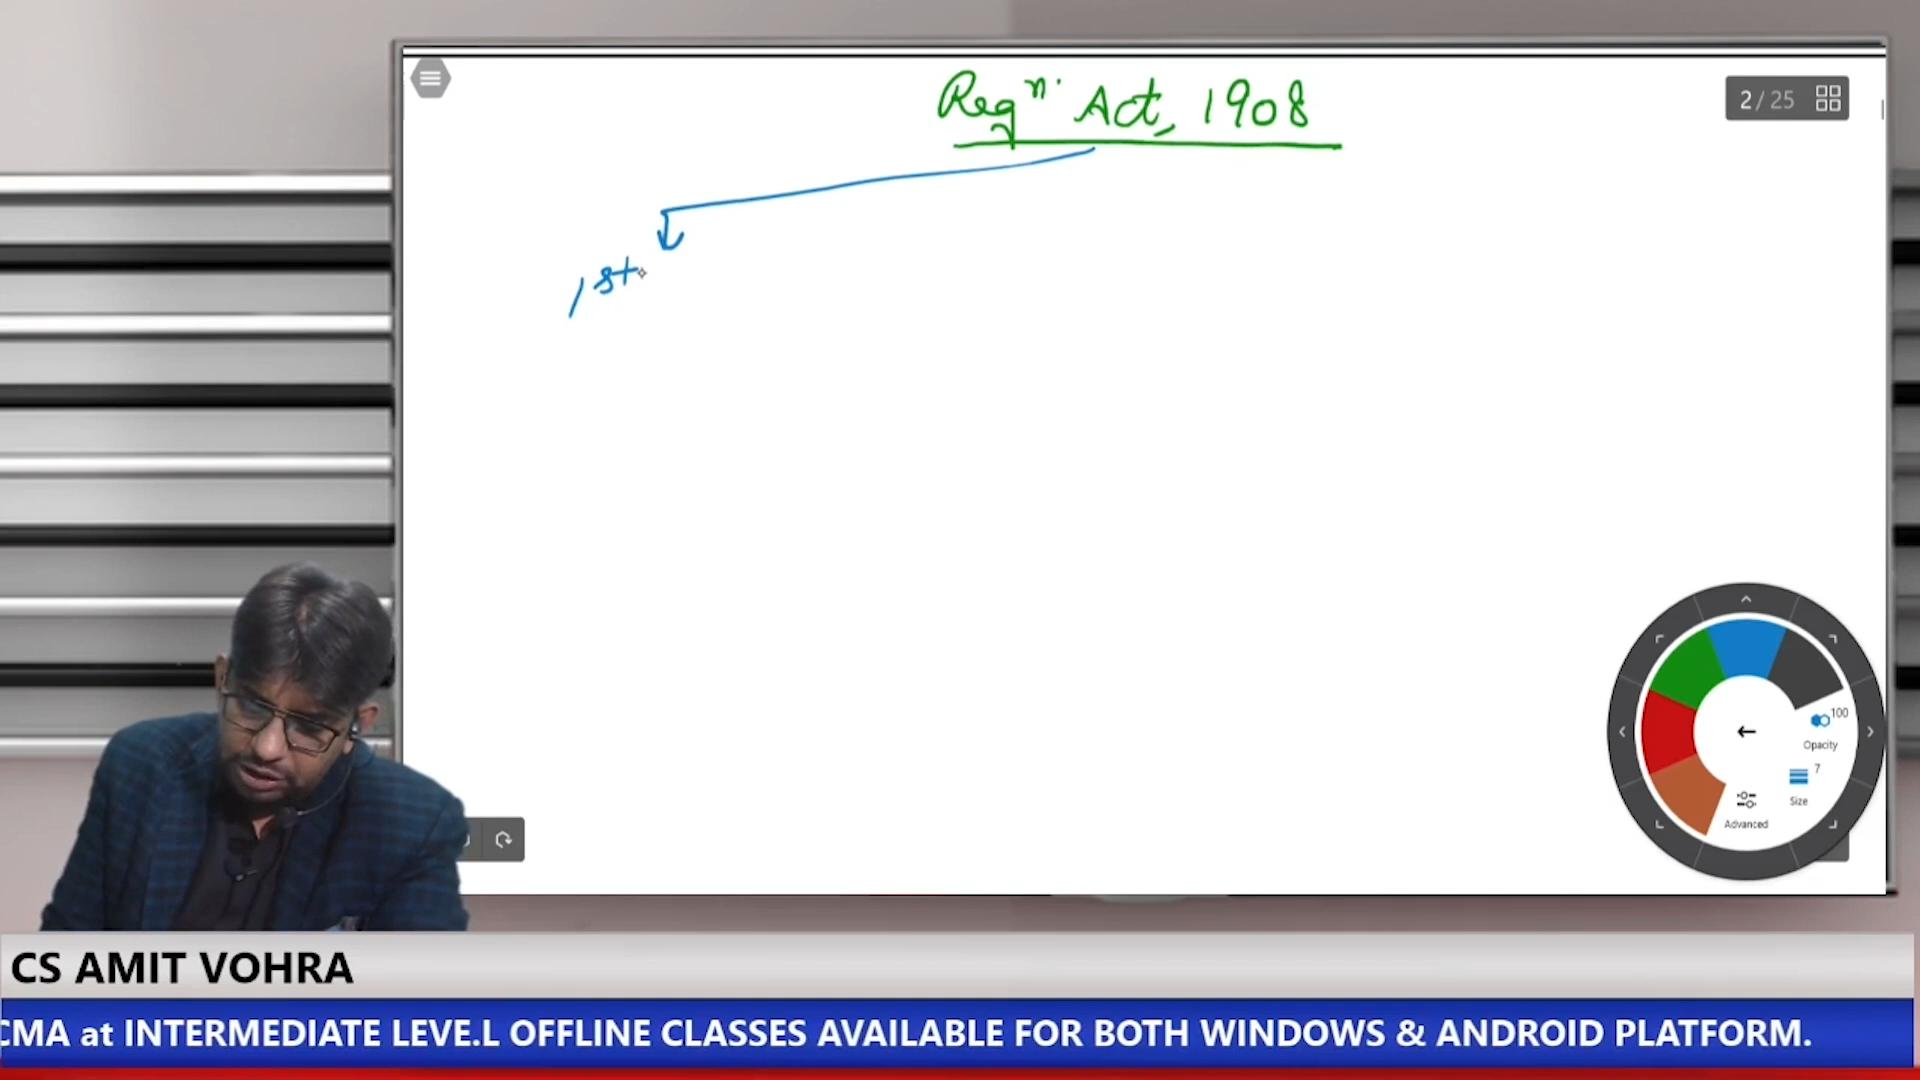 Regn. Act, 1908
2 / 25
1st
100
Opacity
7
Size
Advanced
CS AMIT VOHRA
CMA at INTERMEDIATE LEVE.L OFFLINE CLASSES AVAILABLE FOR BOTH WINDOWS & ANDROID PLATFORM.